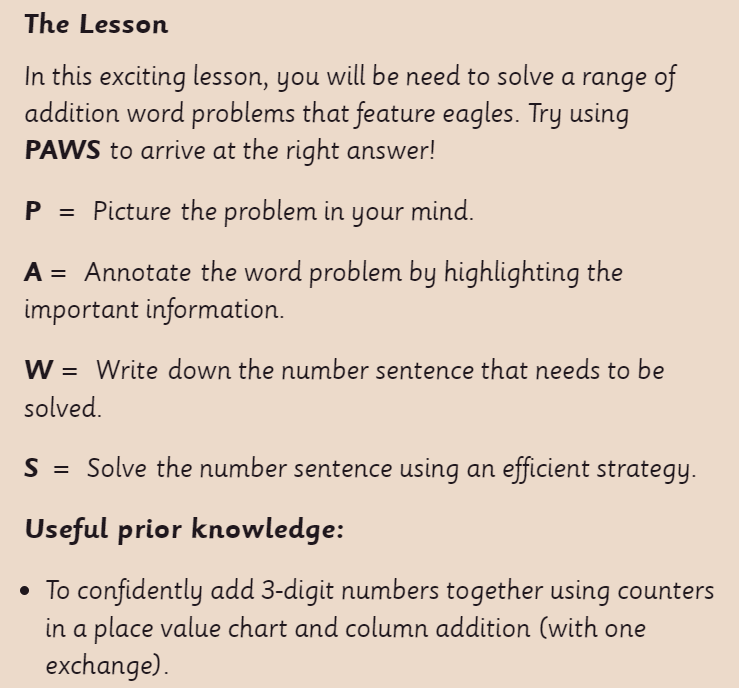 The Lesson
In this exciting lesson, you will be need to solve a range of
addition word problems that feature eagles. Try using
PAWS to arrive at the right answer!
P = Picture the problem in your mind.
A = Annotate the word problem by highlighting the
important information.
W = Write down the number sentence that needs to be
solved.
S = Solve the number sentence using an efficient strategy.
Useful prior knowledge:
• To confidently add 3-digit numbers together using counters
in a place value chart and column addition (with one
exchange).